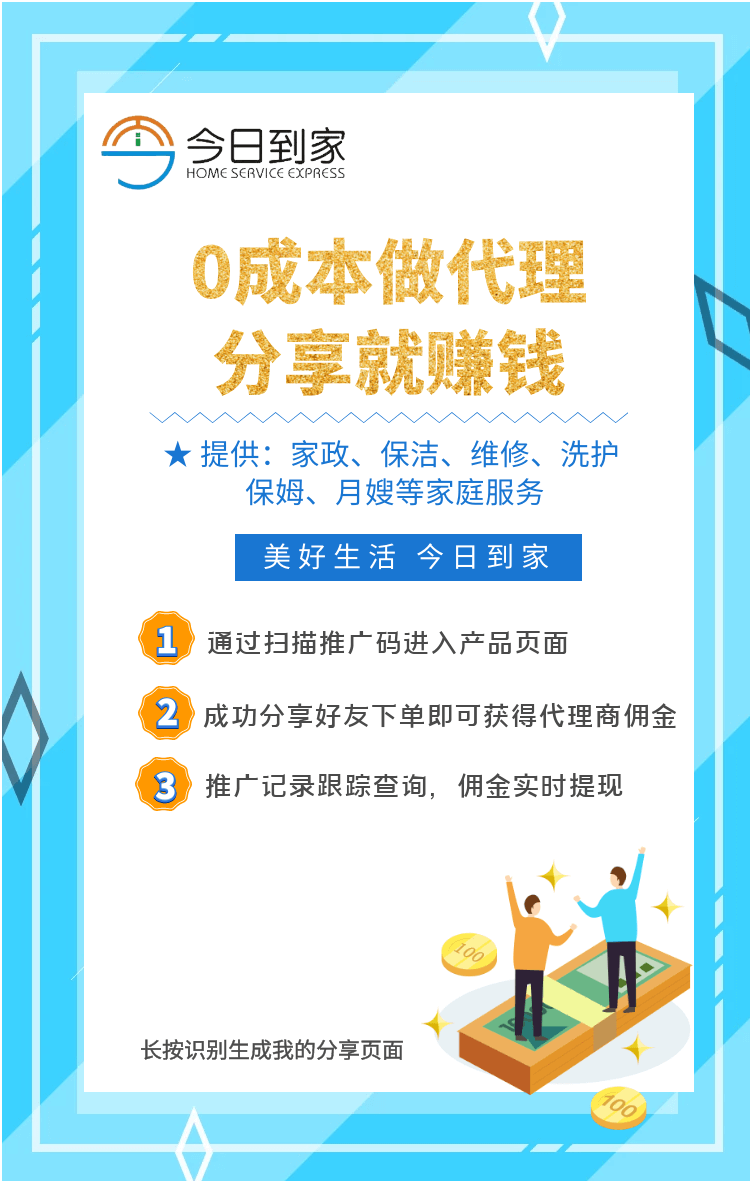 今日到家
HOME SERVICE EXPRESS
0成本做代理
分享就赚钱
★ 提供：家政、保洁、维修、洗护
保姆、月嫂等家庭服务
美好生活 今日到家
1 通过扫描推广码进入产品页面
2 成功分享好友下单即可获得代理商佣金
3 推广记录跟踪查询，佣金实时提现
100
长按识别生成我的分享页面
100